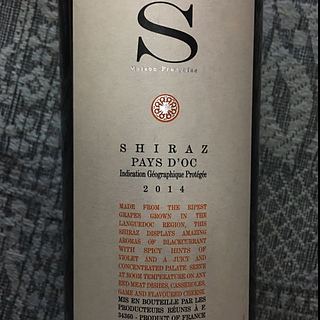 S
Maison Française
SHIRAZ
PAYS D'OC
Indication Géographique Protégée
2014
MADE FROM THE RIPEST
GRAPES GROWN IN THE
LANGUEDOC REGION, THIS
SHIRAZ DISPLAYS AMAZING
AROMAS OF BLACKCURRANT
WITH SPICY HINTS OF
VIOLET AND A JUICY AND
CONCENTRATED PALATE. SERVE
AT ROOM TEMPERATURE ON ANY
RED MEAT DISHES, CASSEROLES,
GAME AND FLAVOURED CHEESE.
MIS EN BOUTEILLE PAR LES
PRODUCTEURS RÉUNIS À F.
34360 - PRODUCT OF FRANCE